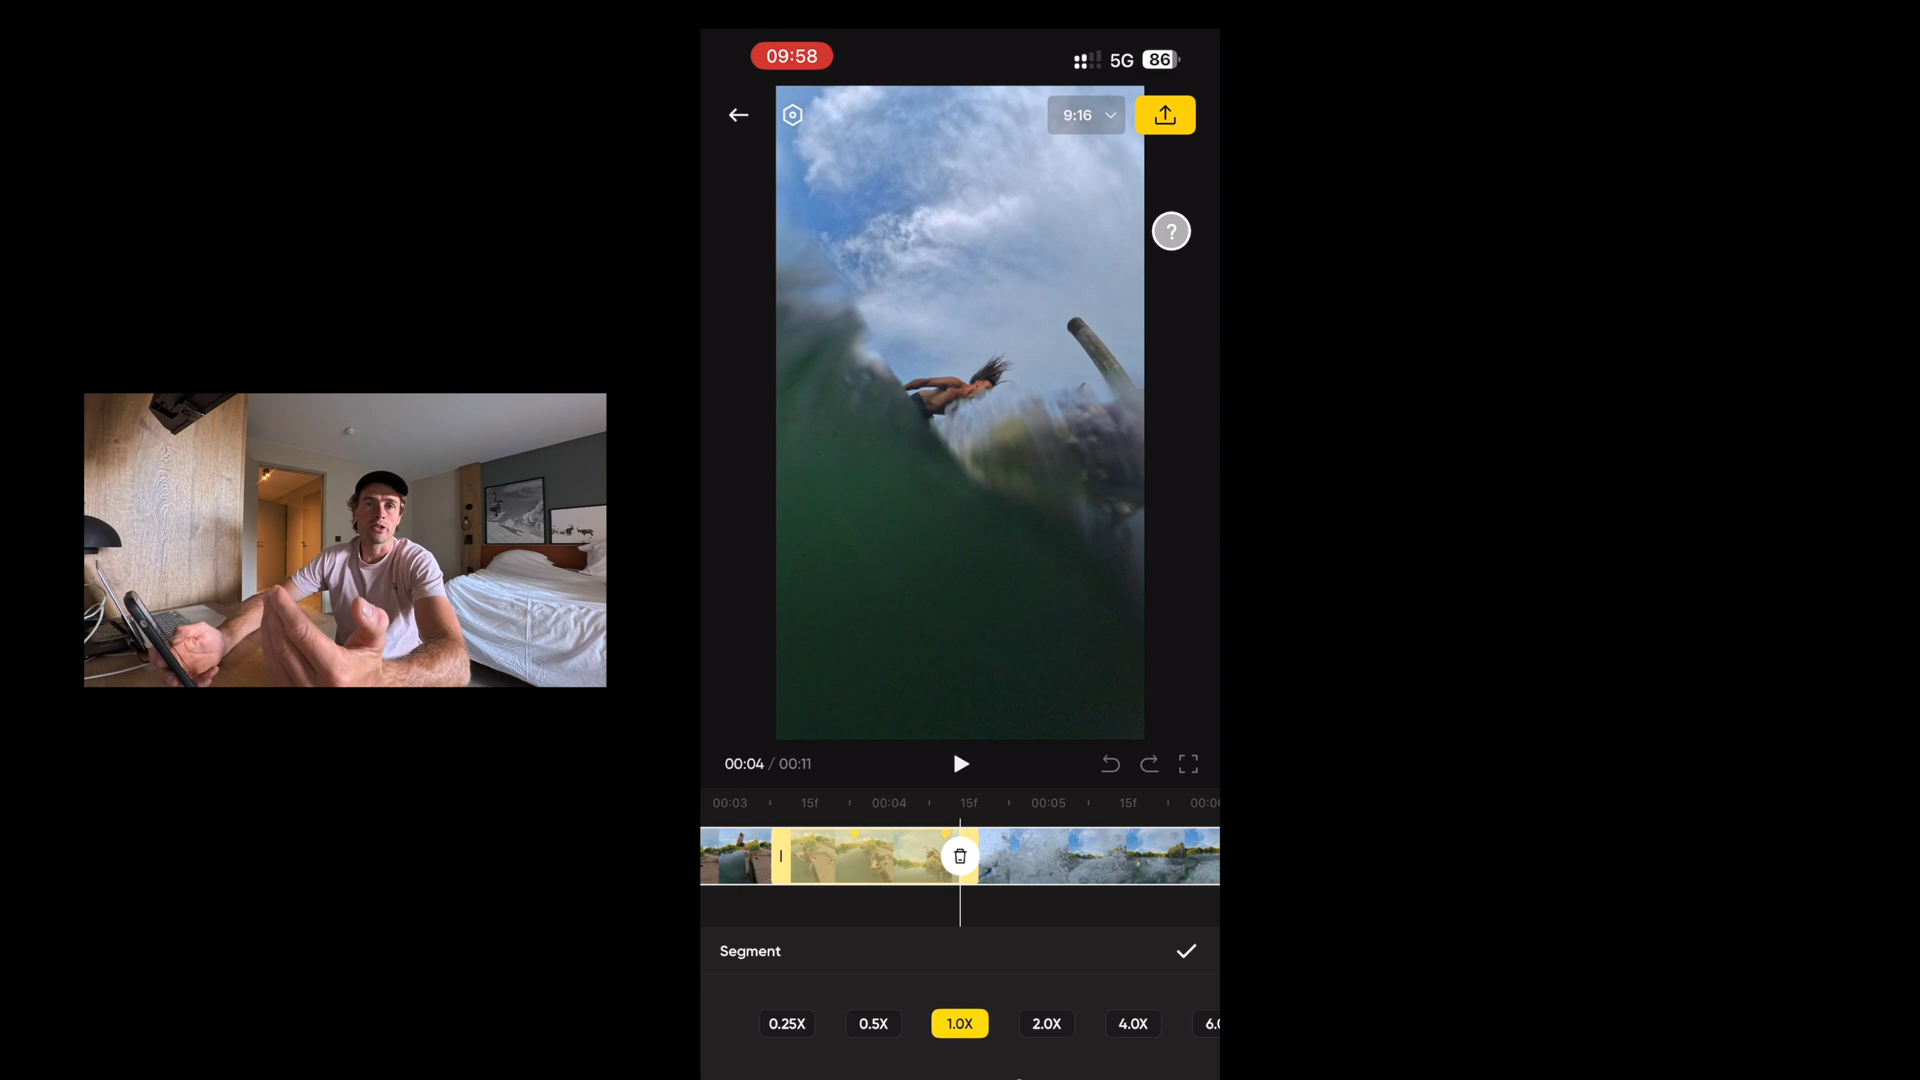 09:58
5G 86
9:16
?
00:04 / 00:11
00:03 15f 00:04 15f 00:05 15f
Segment
0.25X 0.5X 1.0X 2.0X 4.0X